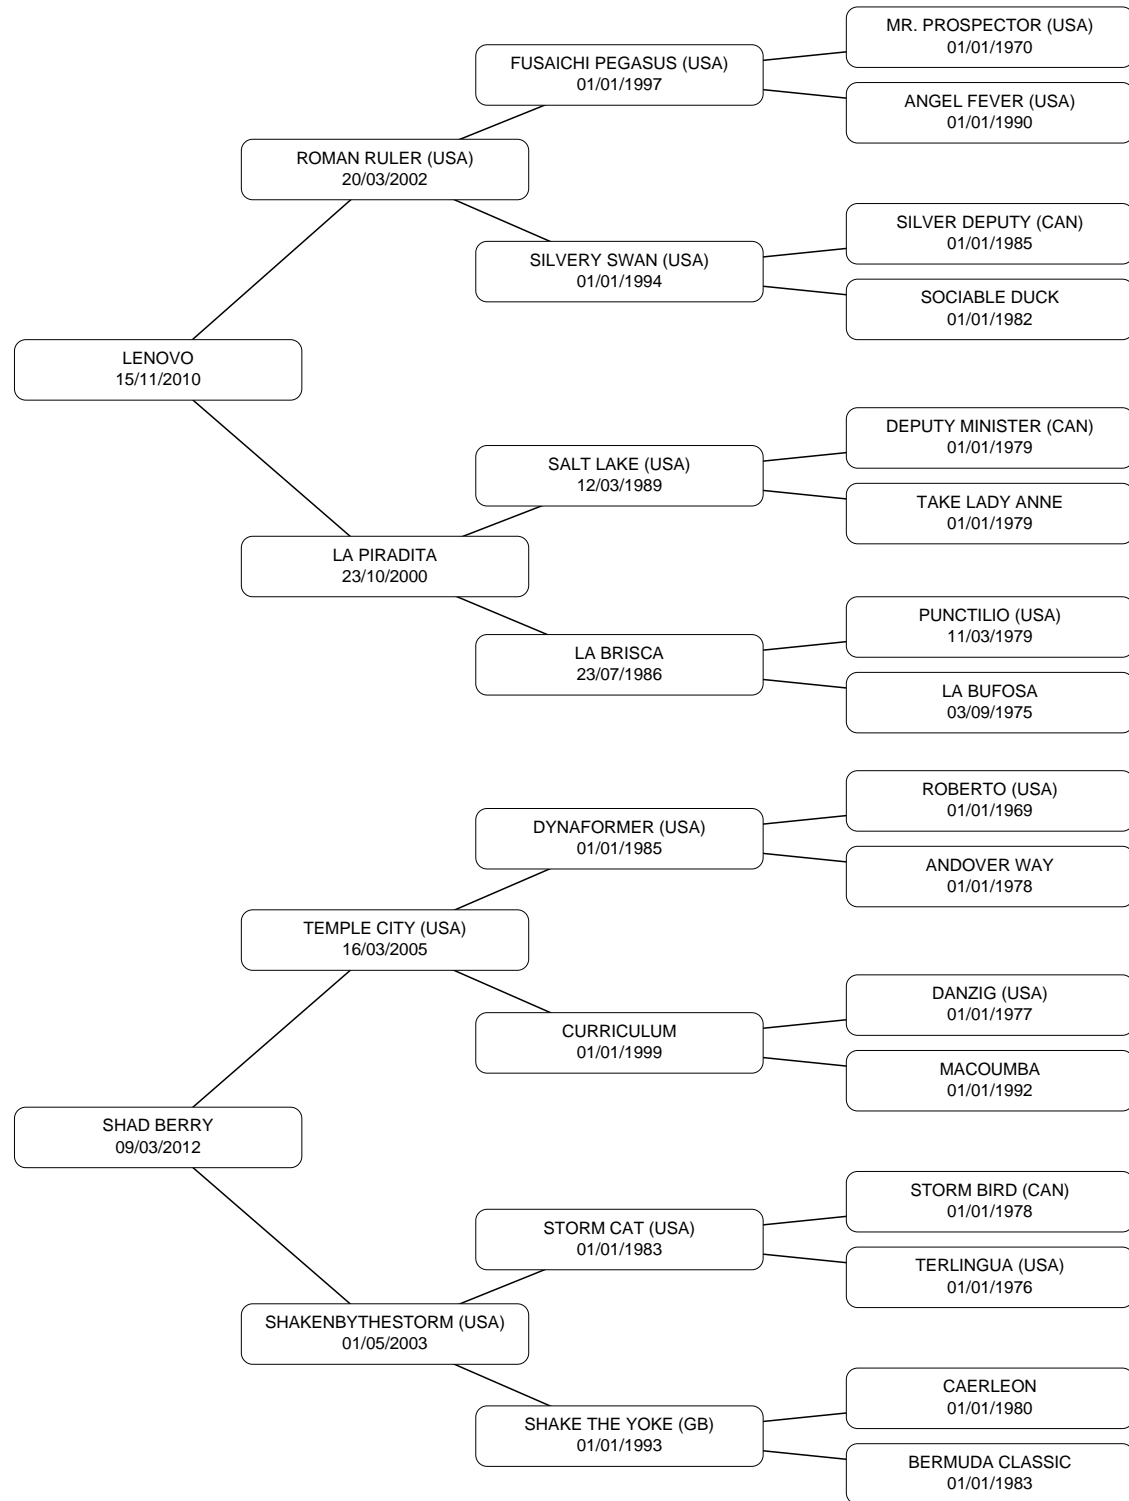 MR. PROSPECTOR (USA)
01/01/1970
FUSAICHI PEGASUS (USA)
01/01/1997
ANGEL FEVER (USA)
01/01/1990
ROMAN RULER (USA)
20/03/2002
SILVER DEPUTY (CAN)
01/01/1985
SILVERY SWAN (USA)
01/01/1994
SOCIABLE DUCK
01/01/1982
LENOVO
15/11/2010
DEPUTY MINISTER (CAN)
01/01/1979
SALT LAKE (USA)
12/03/1989
TAKE LADY ANNE
01/01/1979
LA PIRADITA
23/10/2000
PUNCTILIO (USA)
11/03/1979
LA BRISCA
23/07/1986
LA BUFOSA
03/09/1975
ROBERTO (USA)
01/01/1969
DYNAFORMER (USA)
01/01/1985
ANDOVER WAY
01/01/1978
TEMPLE CITY (USA)
16/03/2005
DANZIG (USA)
01/01/1977
CURRICULUM
01/01/1999
MACOUMBA
01/01/1992
SHAD BERRY
09/03/2012
STORM BIRD (CAN)
01/01/1978
STORM CAT (USA)
01/01/1983
TERLINGUA (USA)
01/01/1976
SHAKENBYTHESTORM (USA)
01/05/2003
CAERLEON
01/01/1980
SHAKE THE YOKE (GB)
01/01/1993
BERMUDA CLASSIC
01/01/1983